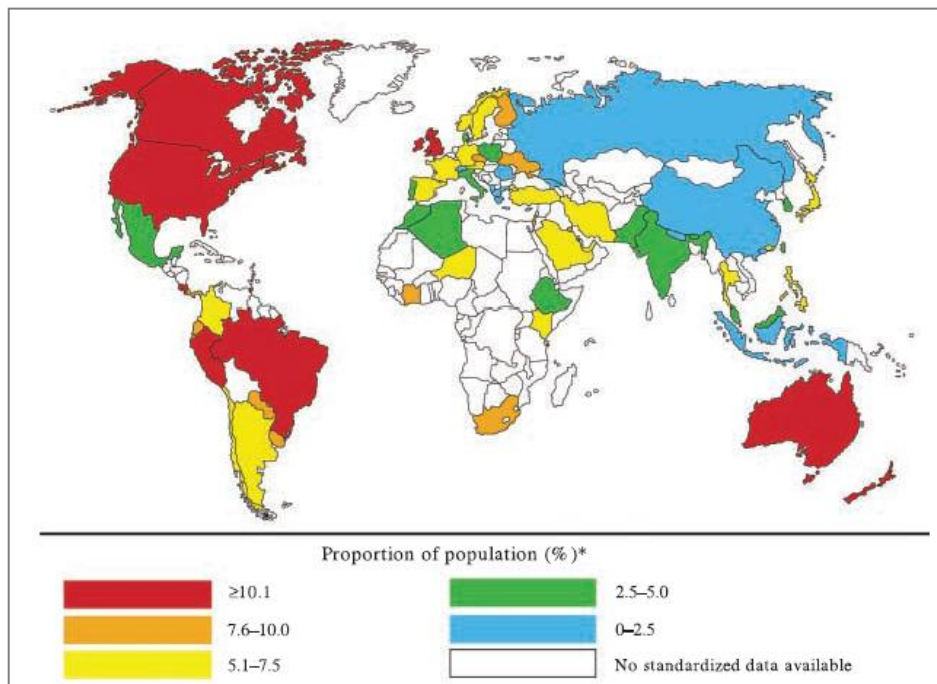 Proportion of population (%)*
≥10.1
2.5–5.0
7.6–10.0
0–2.5
5.1–7.5
No standardized data available